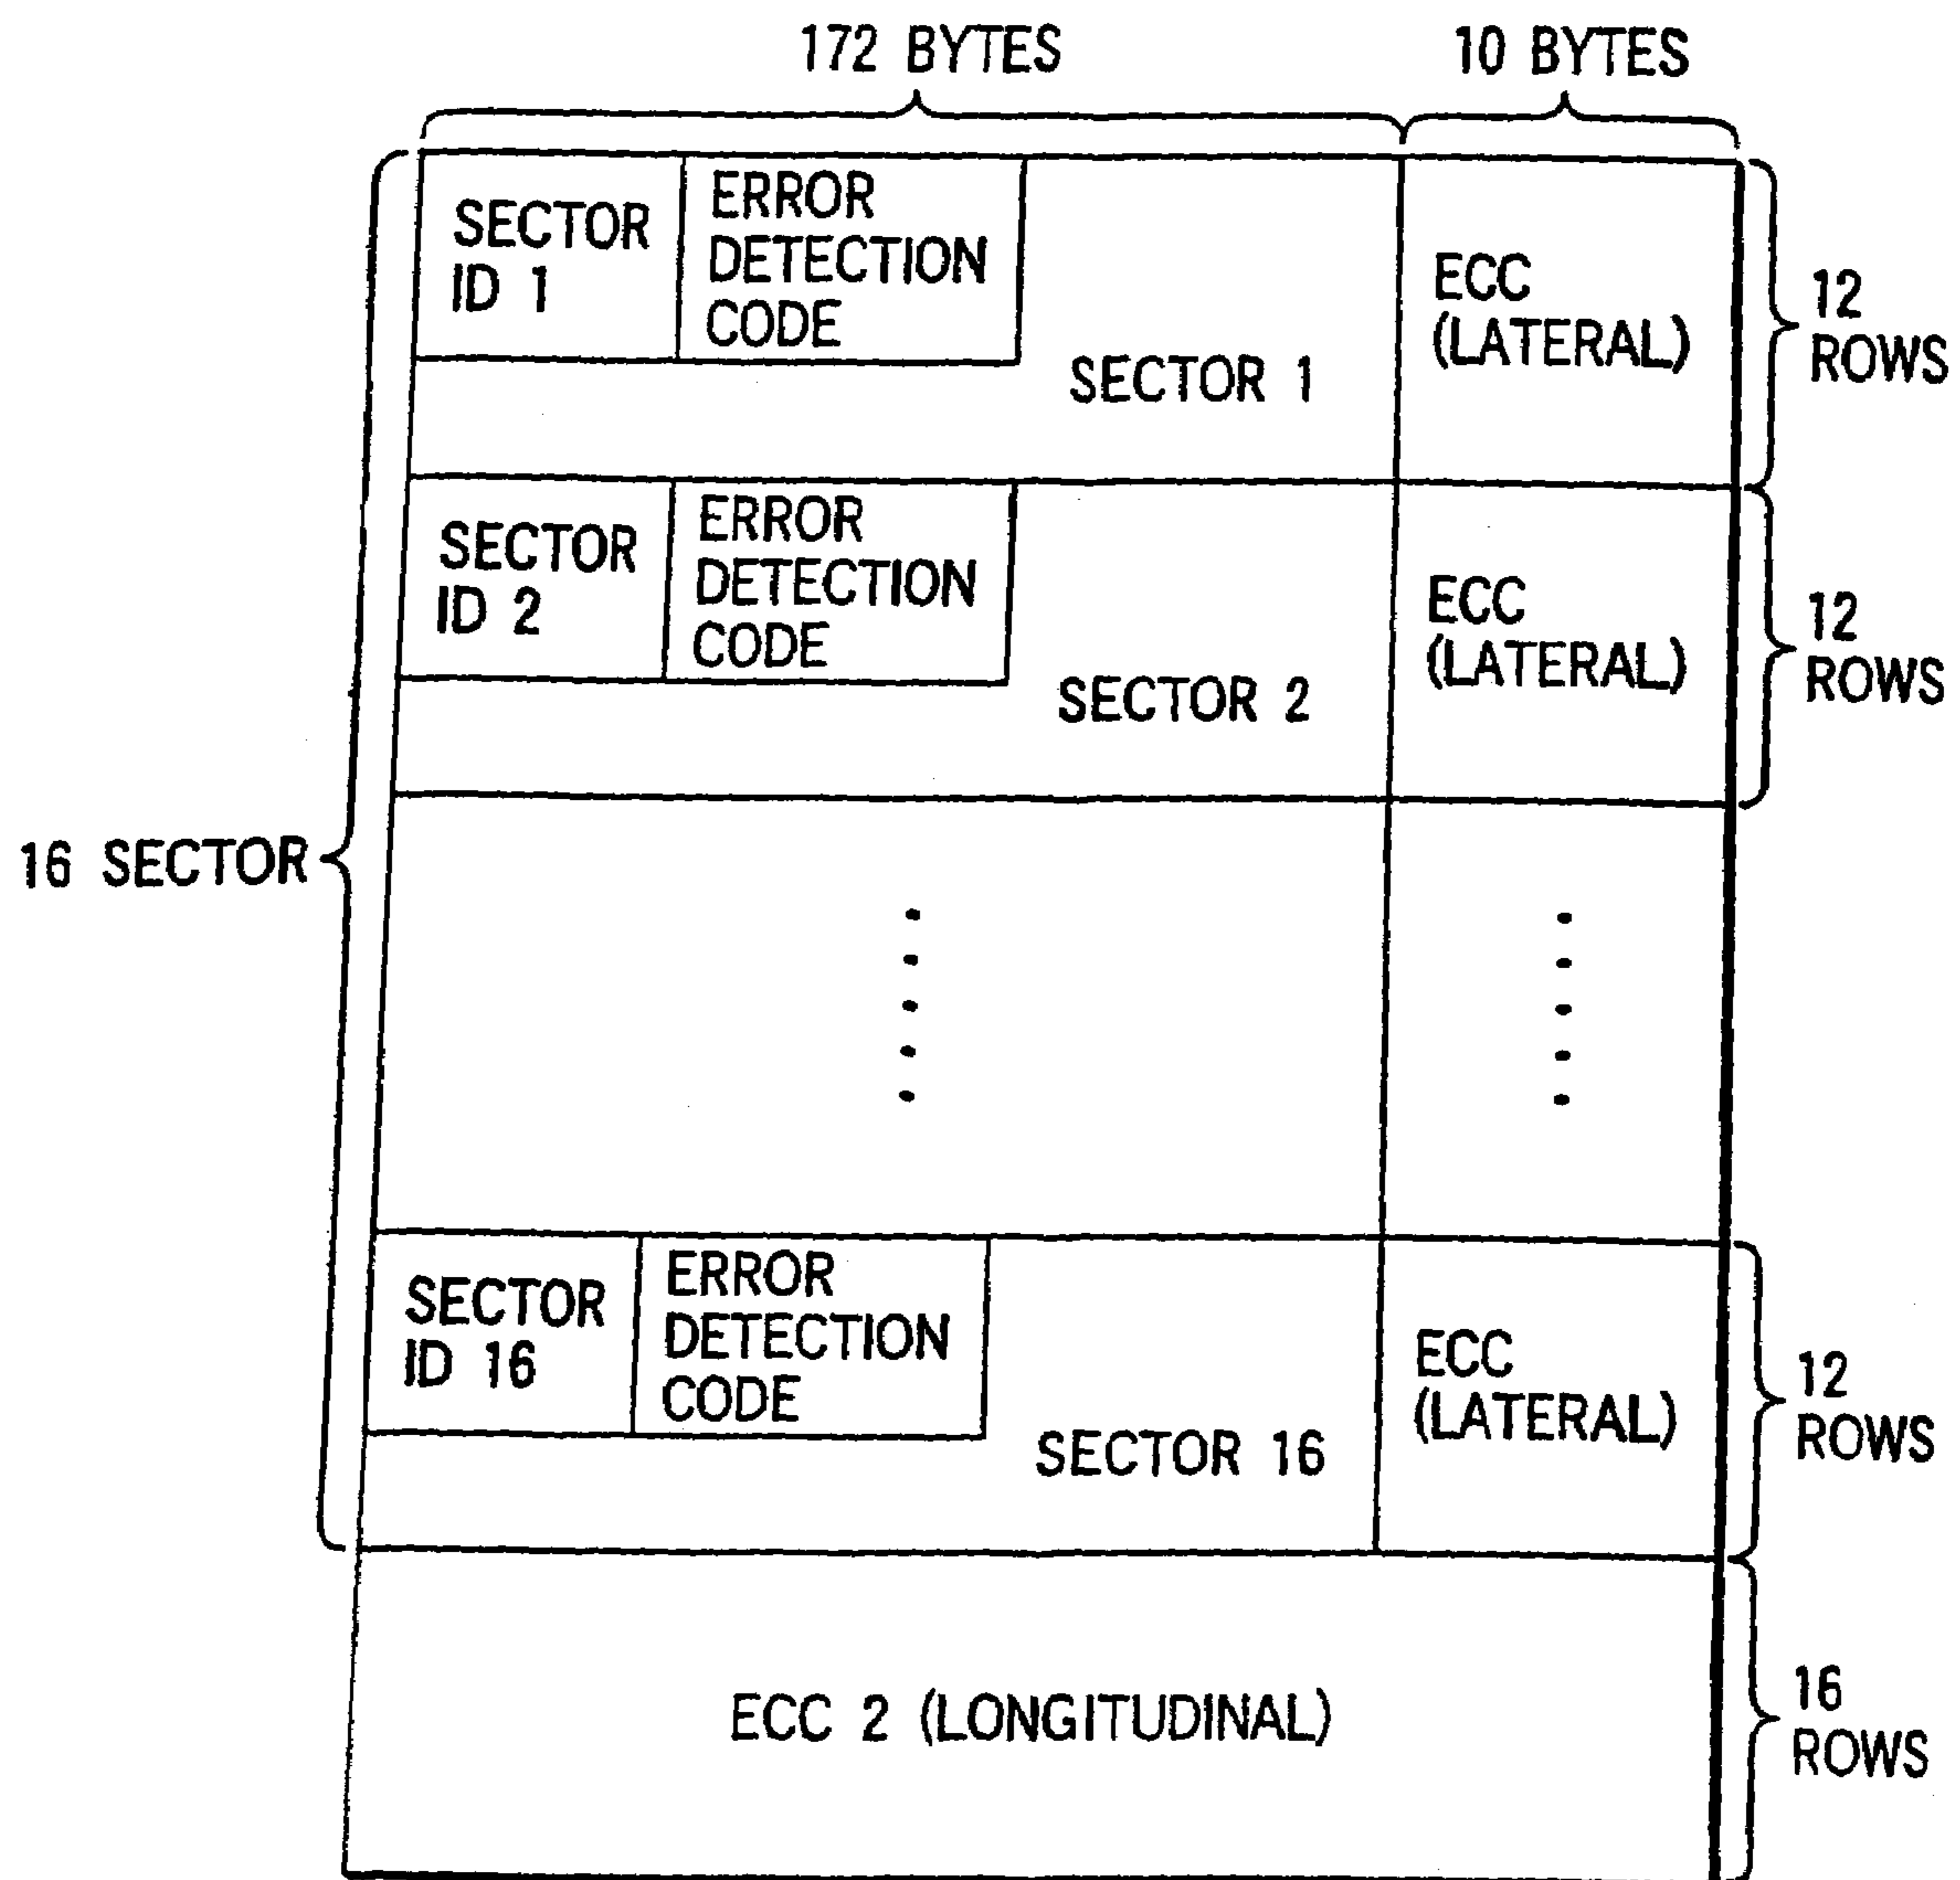 172 BYTES
10 BYTES
SECTOR
ID 1
ERROR
DETECTION
CODE
SECTOR 1
ECC
(LATERAL)
12
ROWS
SECTOR
ID 2
ERROR
DETECTION
CODE
SECTOR 2
ECC
(LATERAL)
12
ROWS
16 SECTOR
SECTOR
ID 16
ERROR
DETECTION
CODE
SECTOR 16
ECC
(LATERAL)
12
ROWS
ECC 2 (LONGITUDINAL)
16
ROWS